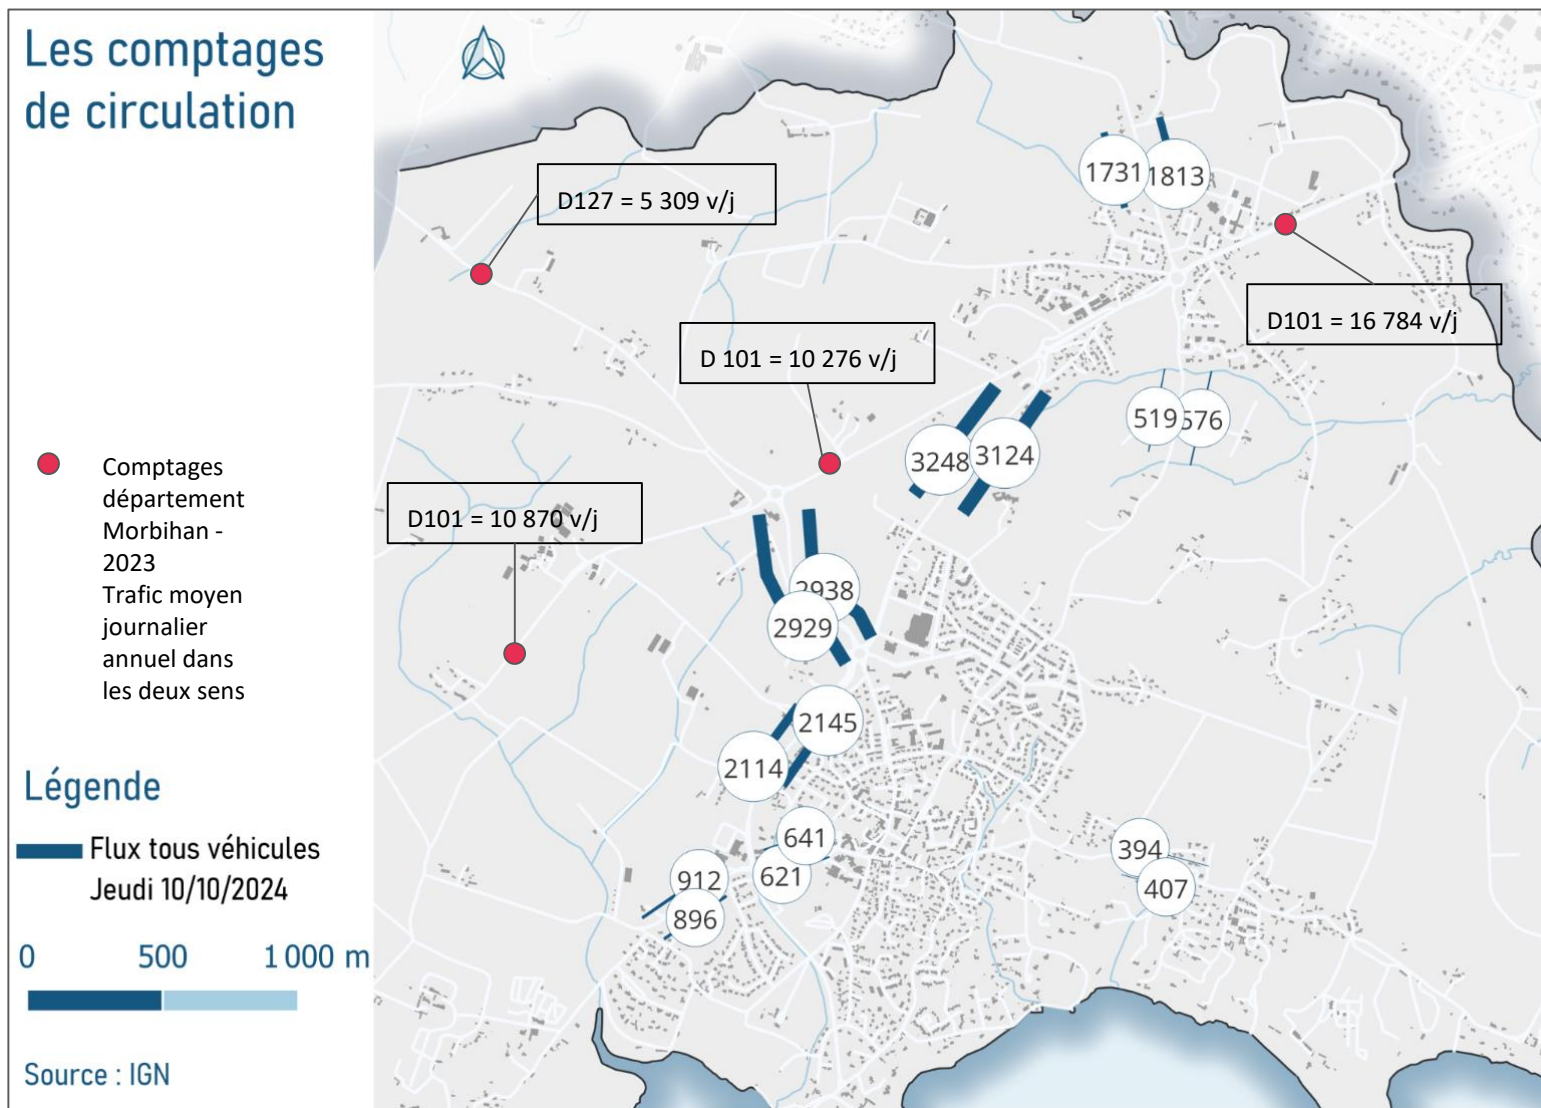 Les comptages
de circulation
D127 = 5 309 v/j
1731
1813
D101 = 16 784 v/j
D 101 = 10 276 v/j
519
576
3248
3124
Comptages
département
Morbihan -
2023
Trafic moyen
journalier
annuel dans
les deux sens
D101 = 10 870 v/j
2938
2929
2145
2114
641
621
912
896
394
407
Légende
Flux tous véhicules
Jeudi 10/10/2024
0 500 1 000 m
Source : IGN